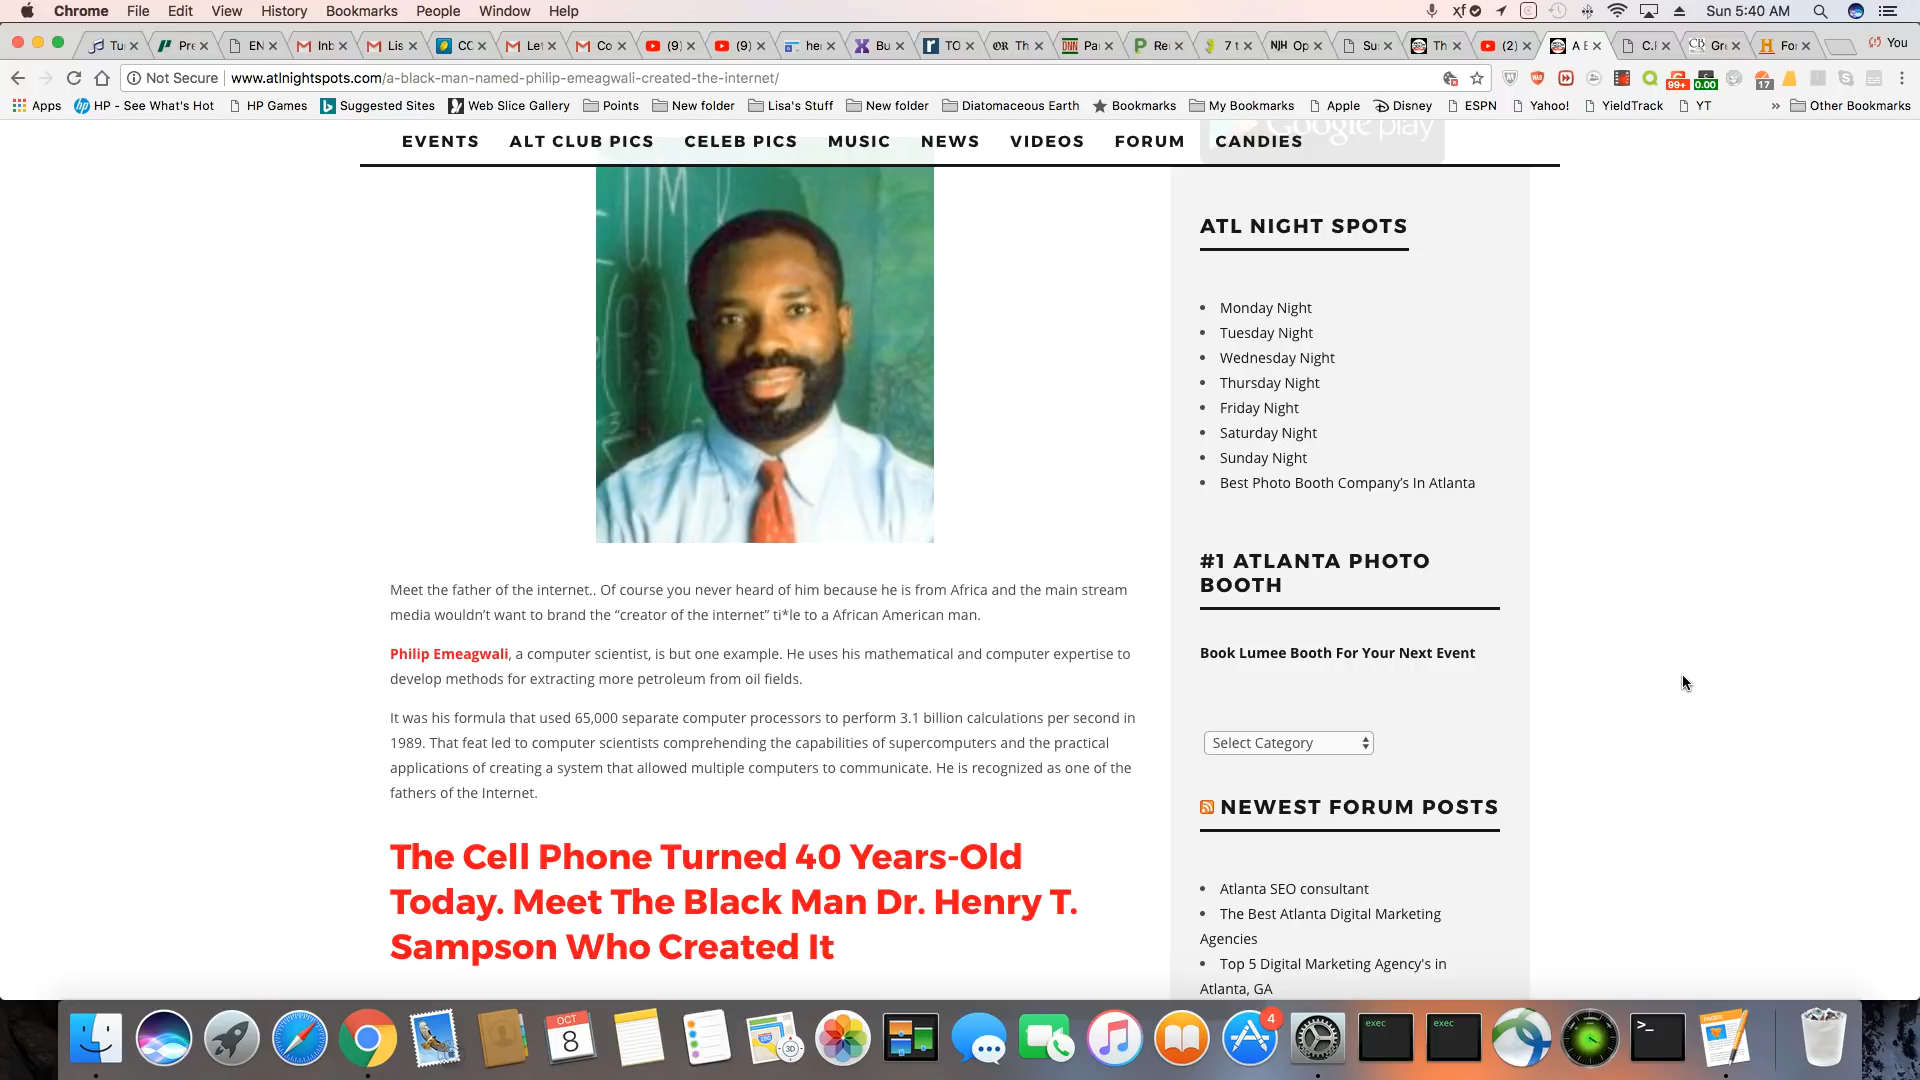 Chrome File Edit View History Bookmarks People Window Help Sun 5:40 AM
Tu Pre EN Inb Lis CC Let Co (9) (9) he Bu TO Th Pa Re 7 t Op Su Th (2) A B C.I Gr For You
Not Secure www.atlnightspots.com/a-black-man-named-philip-emeagwali-created-the-internet/
99+ 0.00 17
Apps HP - See What's Hot HP Games Suggested Sites Web Slice Gallery Points New folder Lisa's Stuff New folder Diatomaceous Earth Bookmarks My Bookmarks Apple Disney ESPN Yahoo! YieldTrack YT » Other Bookmarks
Google play
EVENTS ALT CLUB PICS CELEB PICS MUSIC NEWS VIDEOS FORUM CANDIES
Meet the father of the internet.. Of course you never heard of him because he is from Africa and the main stream
media wouldn't want to brand the “creator of the internet” ti*le to a African American man.
Philip Emeagwali, a computer scientist, is but one example. He uses his mathematical and computer expertise to
develop methods for extracting more petroleum from oil fields.
It was his formula that used 65,000 separate computer processors to perform 3.1 billion calculations per second in
1989. That feat led to computer scientists comprehending the capabilities of supercomputers and the practical
applications of creating a system that allowed multiple computers to communicate. He is recognized as one of the
fathers of the Internet.
The Cell Phone Turned 40 Years-Old
Today. Meet The Black Man Dr. Henry T.
Sampson Who Created It
ATL NIGHT SPOTS
Monday Night
Tuesday Night
Wednesday Night
Thursday Night
Friday Night
Saturday Night
Sunday Night
Best Photo Booth Company's In Atlanta
#1 ATLANTA PHOTO
BOOTH
Book Lumee Booth For Your Next Event
Select Category
NEWEST FORUM POSTS
Atlanta SEO consultant
The Best Atlanta Digital Marketing
Agencies
Top 5 Digital Marketing Agency's in
Atlanta, GA
OCT
8
3D
4
exec
exec
>_